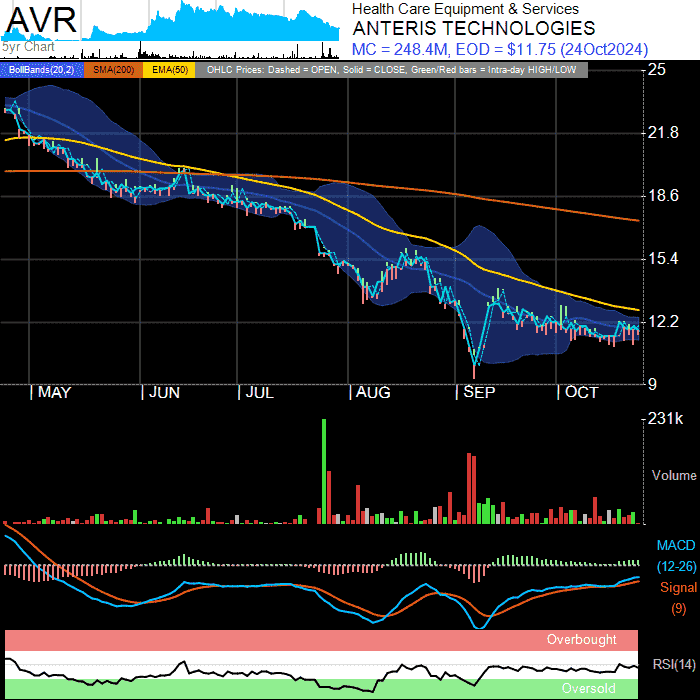 AVR
5yr Chart
Health Care Equipment & Services
ANTERIS TECHNOLOGIES
MC = 248.4M, EOD = $11.75 (24Oct2024)
BollBands(20,2) SMA(200) EMA(50) OHLC Prices: Dashed = OPEN, Solid = CLOSE, Green/Red bars = Intra-day HIGH/LOW
25
21.8
18.6
15.4
12.2
9
MAY JUN JUL AUG SEP OCT
231k
Volume
MACD
(12-26)
Signal
(9)
Overbought
RSI(14)
Oversold